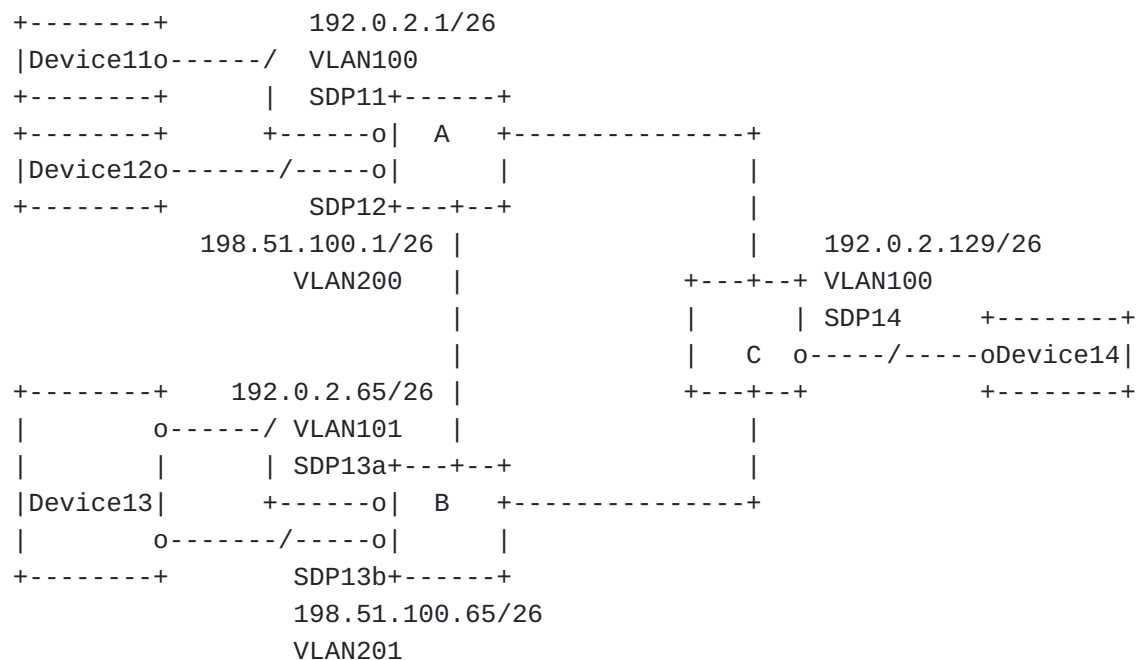 192.0.2.1/26
Device11
VLAN100
SDP11
A
Device12
SDP12
198.51.100.1/26
192.0.2.129/26
VLAN200
VLAN100
SDP14
C
Device14
192.0.2.65/26
VLAN101
SDP13a
Device13
B
SDP13b
198.51.100.65/26
VLAN201